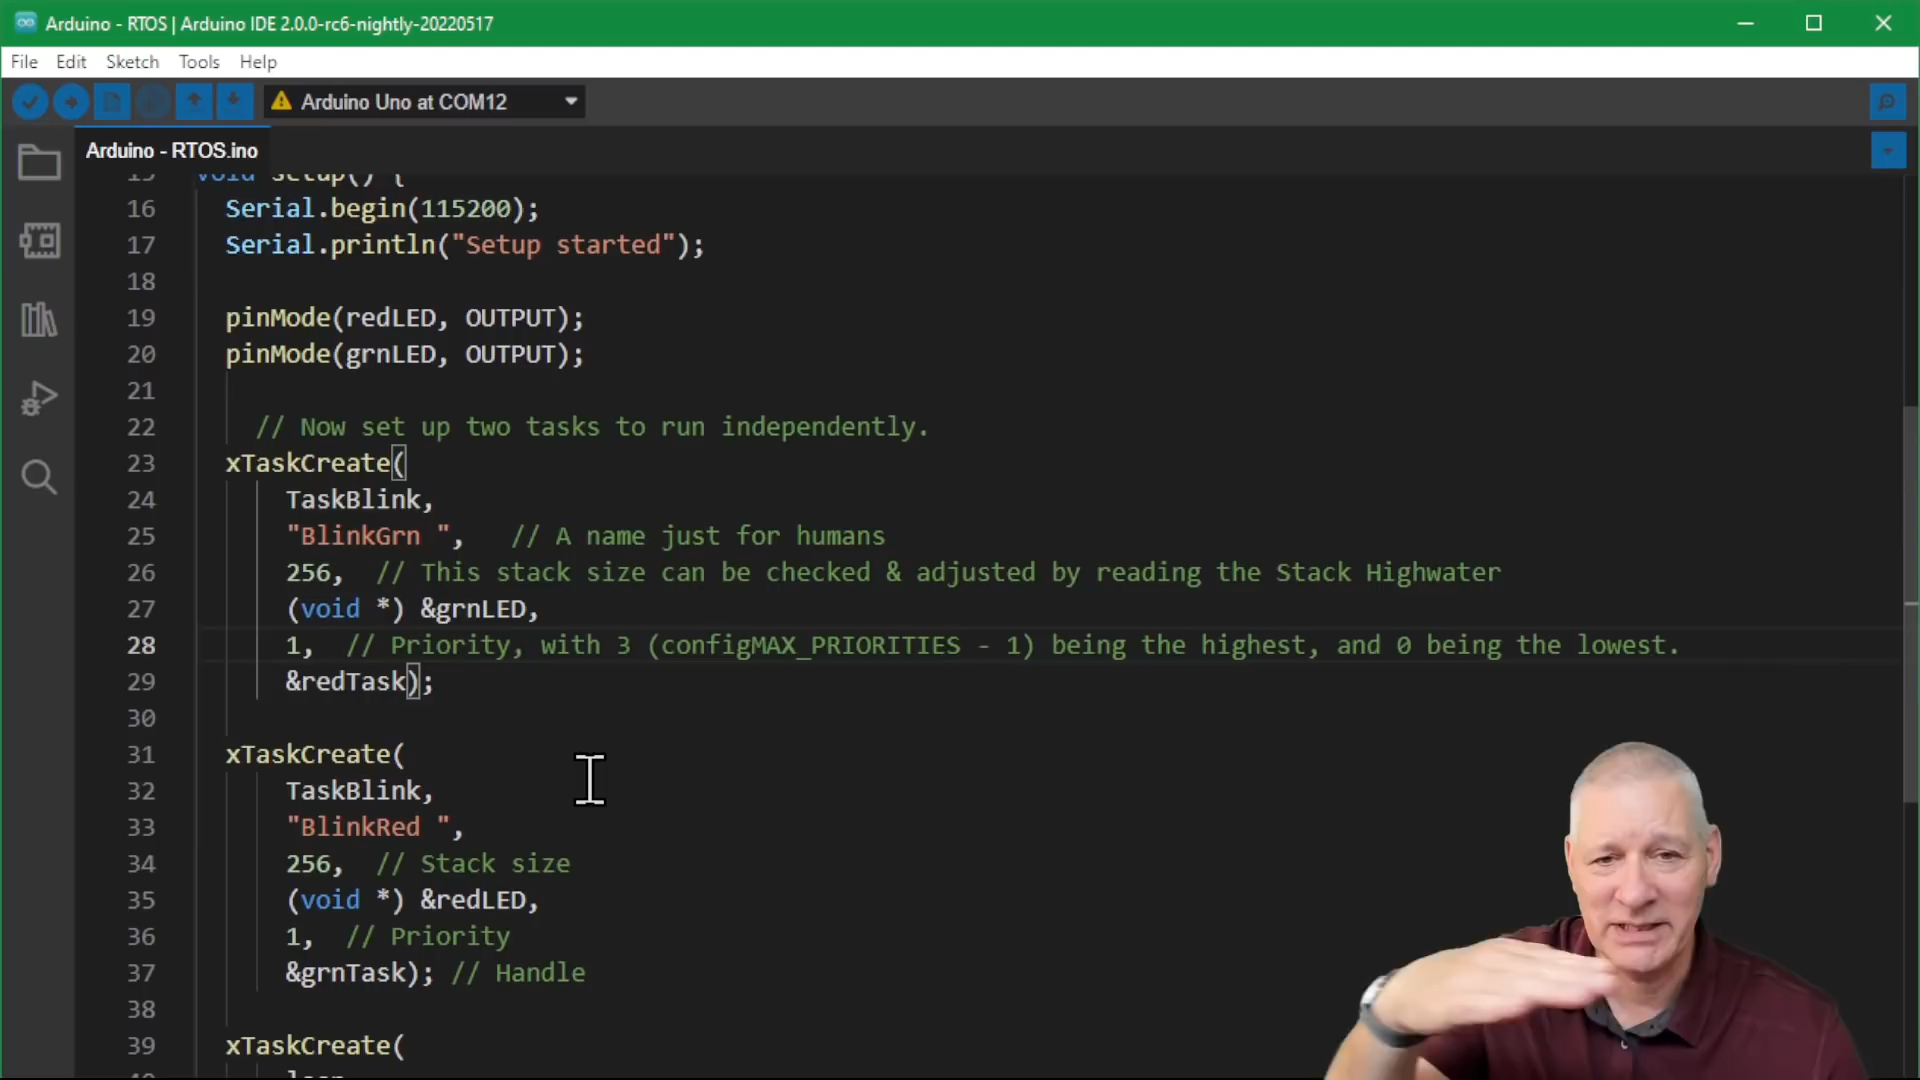 Arduino - RTOS | Arduino IDE 2.0.0-rc6-nightly-20220517
File Edit Sketch Tools Help
Arduino Uno at COM12
Arduino - RTOS.ino
15 void setup() {
16 Serial.begin(115200);
17 Serial.println("Setup started");
18
19 pinMode(redLED, OUTPUT);
20 pinMode(grnLED, OUTPUT);
21
22 // Now set up two tasks to run independently.
23 xTaskCreate(
24 TaskBlink,
25 "BlinkGrn ", // A name just for humans
26 256, // This stack size can be checked & adjusted by reading the Stack Highwater
27 (void *) &grnLED,
28 1, // Priority, with 3 (configMAX_PRIORITIES - 1) being the highest, and 0 being the lowest.
29 &redTask);
30
31 xTaskCreate(
32 TaskBlink,
33 "BlinkRed ",
34 256, // Stack size
35 (void *) &redLED,
36 1, // Priority
37 &grnTask); // Handle
38
39 xTaskCreate(